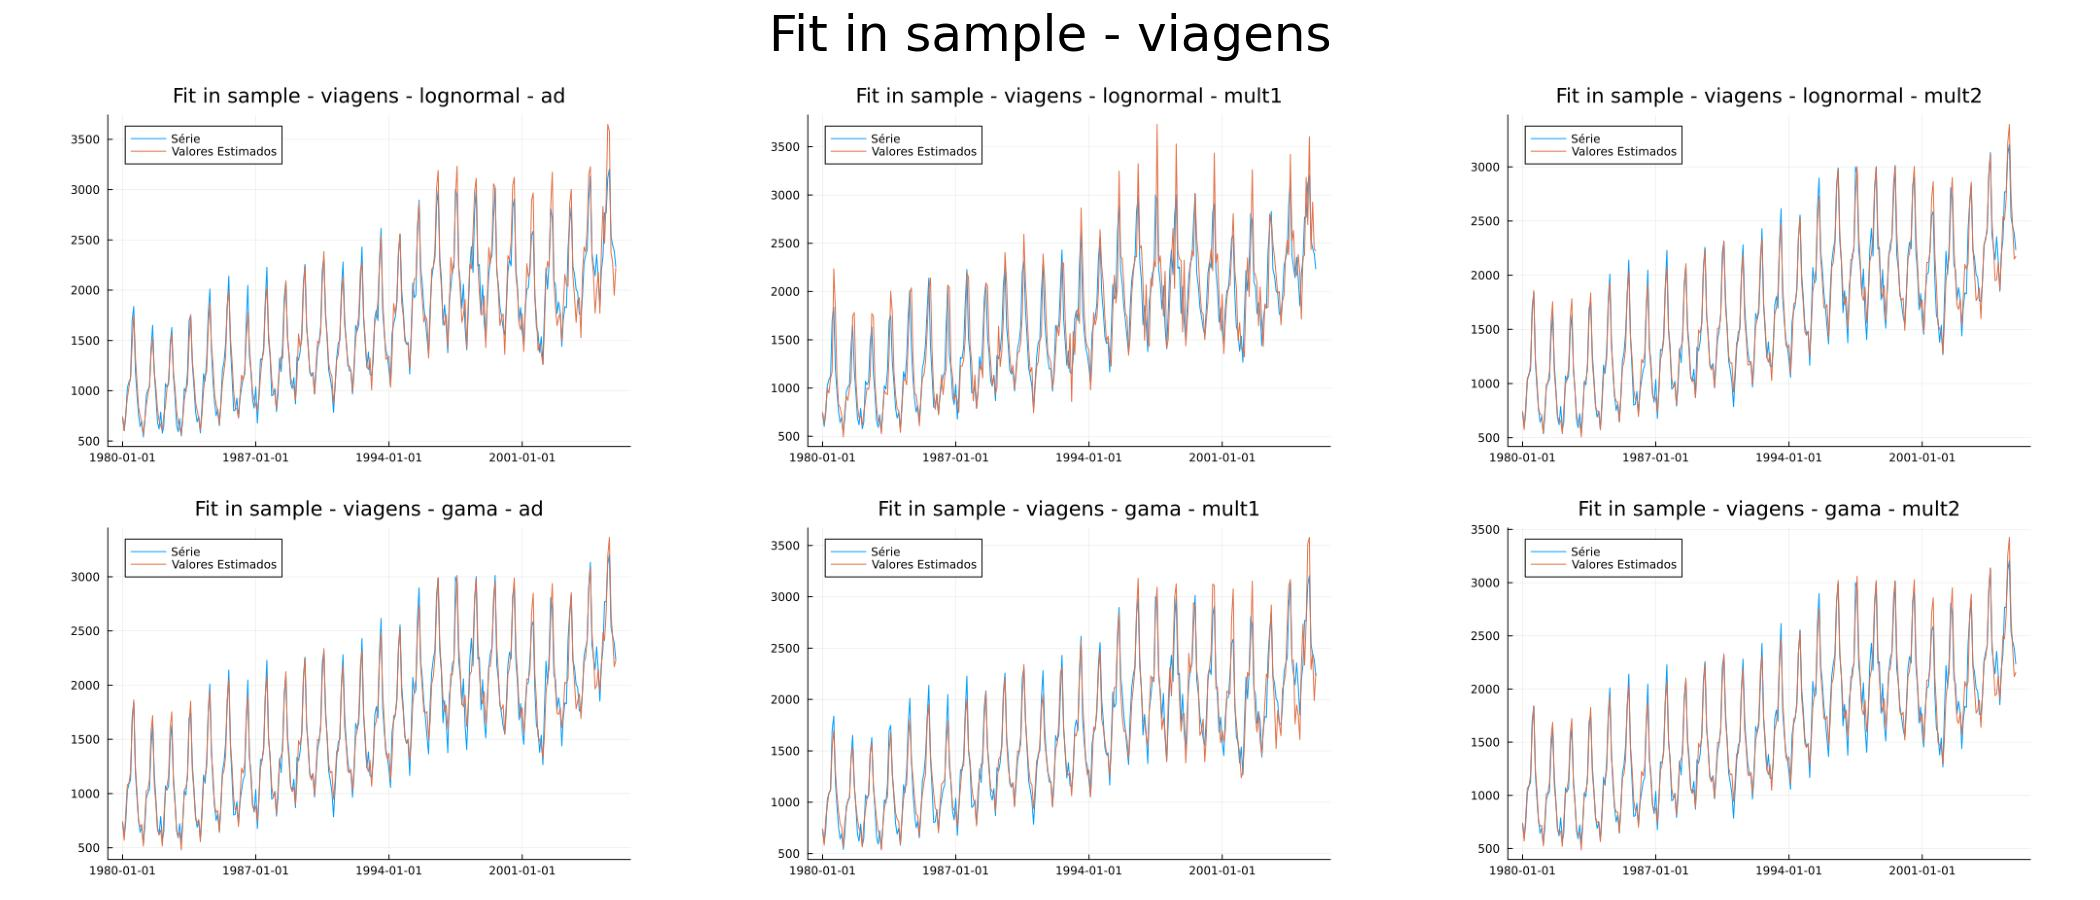 Fit in sample - viagens
Fit in sample - viagens - lognormal - ad
3500
3000
2500
2000
1500
1000
500
Série
Valores Estimados
1980-01-01 1987-01-01 1994-01-01 2001-01-01
Fit in sample - viagens - lognormal - mult1
3500
3000
2500
2000
1500
1000
500
Série
Valores Estimados
1980-01-01 1987-01-01 1994-01-01 2001-01-01
Fit in sample - viagens - lognormal - mult2
3000
2500
2000
1500
1000
500
Série
Valores Estimados
1980-01-01 1987-01-01 1994-01-01 2001-01-01
Fit in sample - viagens - gama - ad
3000
2500
2000
1500
1000
500
Série
Valores Estimados
1980-01-01 1987-01-01 1994-01-01 2001-01-01
Fit in sample - viagens - gama - mult1
3500
3000
2500
2000
1500
1000
500
Série
Valores Estimados
1980-01-01 1987-01-01 1994-01-01 2001-01-01
Fit in sample - viagens - gama - mult2
3500
3000
2500
2000
1500
1000
500
Série
Valores Estimados
1980-01-01 1987-01-01 1994-01-01 2001-01-01